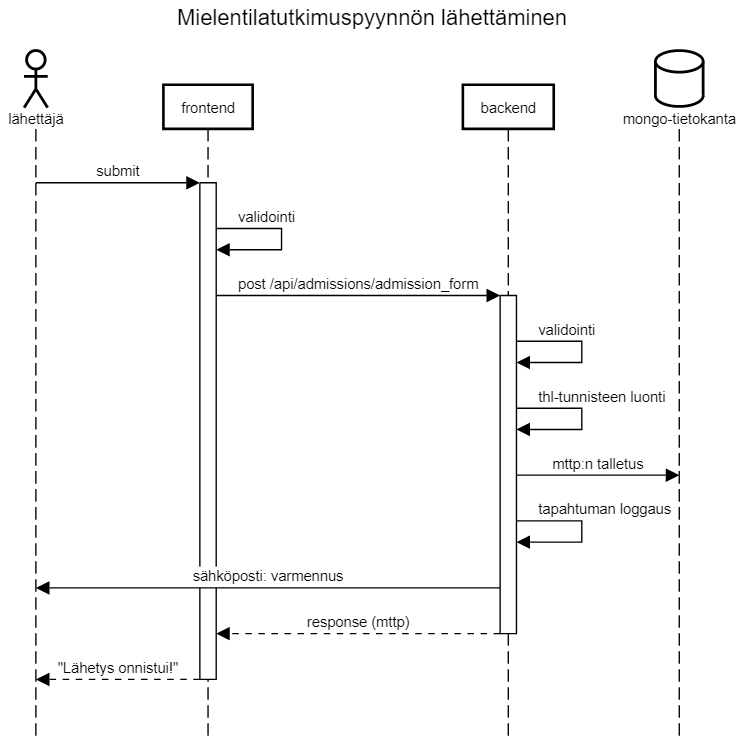 Mielentilatutkimuspyynnön lähettäminen
lähettäjä
frontend
backend
mongo-tietokanta
submit
validointi
post /api/admissions/admission_form
validointi
thl-tunnisteen luonti
mttp:n talletus
tapahtuman loggaus
sähköposti: varmennus
response (mttp)
"Lähetys onnistui!"